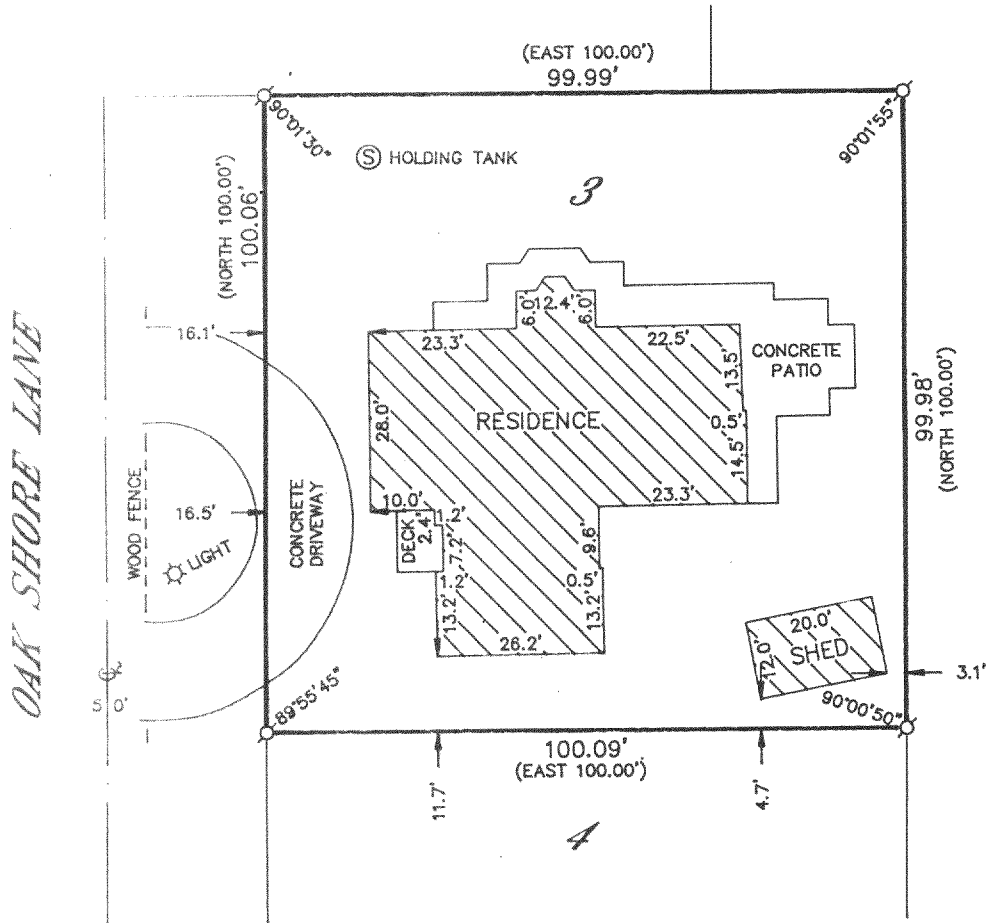 (EAST 100.00')
99.99'
90°01'30"
90°01'55"
Ⓢ HOLDING TANK
3
(NORTH 100.00')
100.06'
16.1'
6.0'
12.4'
6.0'
23.3'
22.5'
13.5'
CONCRETE
PATIO
OAK SHORE LANE
28.0'
RESIDENCE
0.5'
14.5'
99.98'
(NORTH 100.00')
WOOD FENCE
16.5'
CONCRETE
DRIVEWAY
10.0'
23.3'
DECK
2.4'
1.2'
7.2'
9.6'
LIGHT
1.2'
0.5'
13.2'
13.2'
26.2'
20.0'
12.0'
SHED
3.1'
89°55'45"
90°00'50"
100.09'
(EAST 100.00')
11.7'
4.7'
4